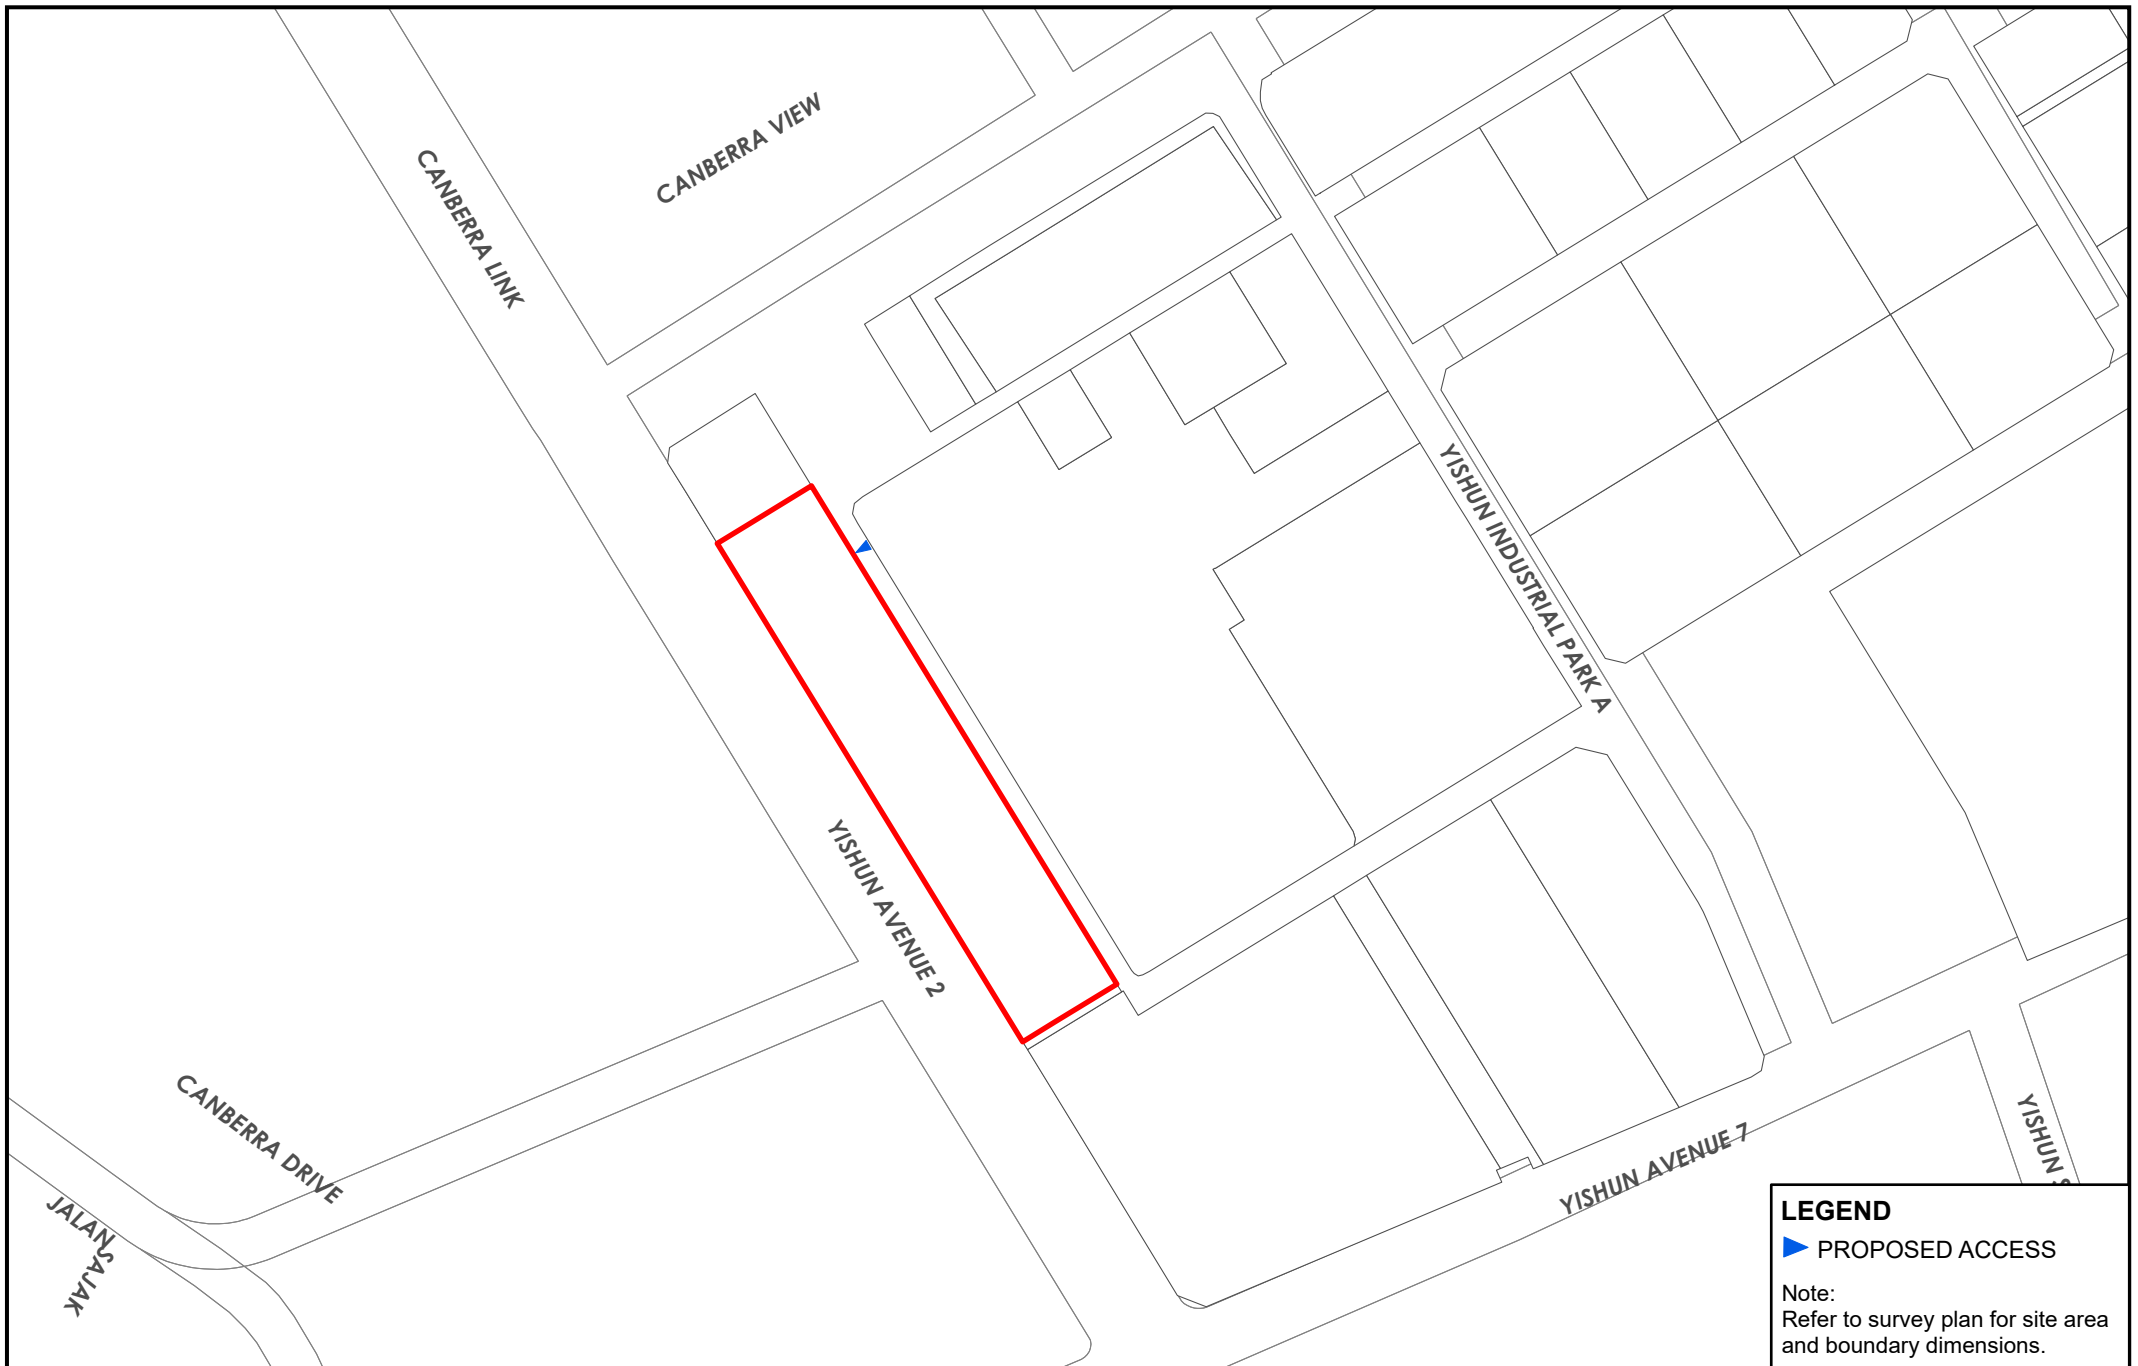 CANBERRA VIEW
CANBERRA LINK
YISHUN INDUSTRIAL PARK A
YISHUN AVENUE 2
CANBERRA DRIVE
JALAN
SAJAK
YISHUN AVENUE 7
YISHUN
LEGEND
PROPOSED ACCESS
Note:
Refer to survey plan for site area
and boundary dimensions.